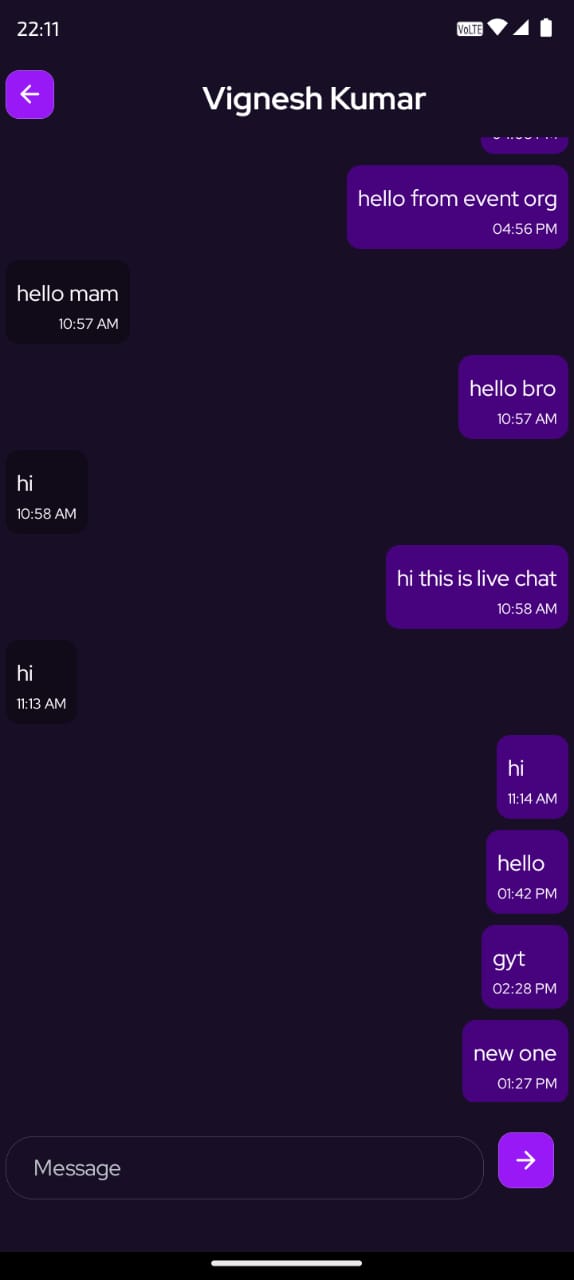 22:11
VoLTE
Vignesh Kumar
hello from event org
04:56 PM
hello mam
10:57 AM
hello bro
10:57 AM
hi
10:58 AM
hi this is live chat
10:58 AM
hi
11:13 AM
hi
11:14 AM
hello
01:42 PM
gyt
02:28 PM
new one
01:27 PM
Message